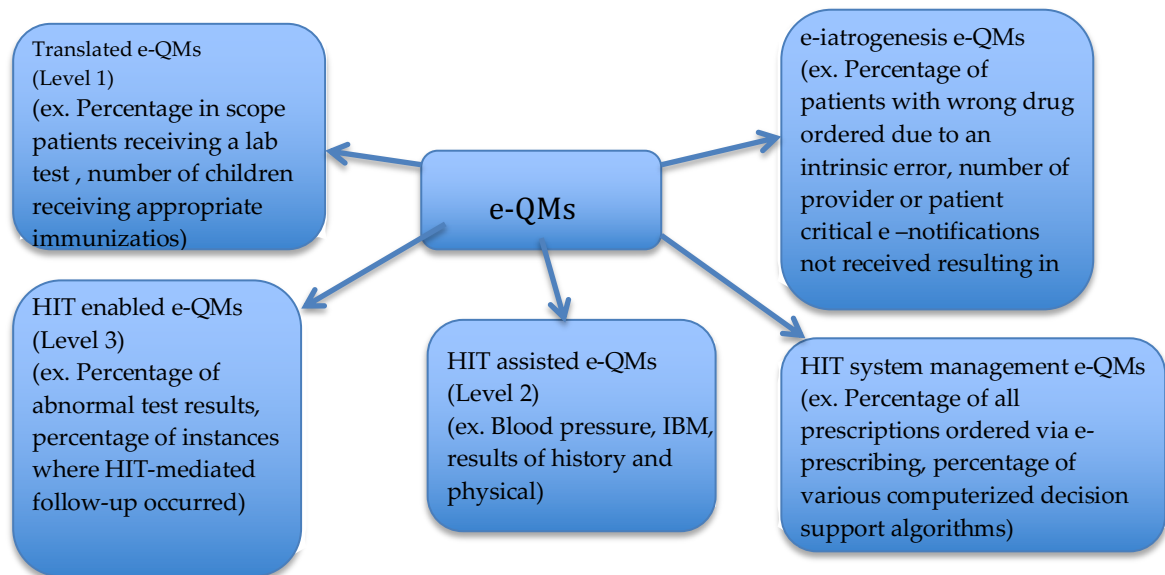 Translated e-QMs
(Level 1)
(ex. Percentage in scope
patients receiving a lab
test , number of children
receiving appropriate
immunizatios)
e-iatrogenesis e-QMs
(ex. Percentage of
patients with wrong drug
ordered due to an
intrinsic error, number of
provider or patient
critical e –notifications
not received resulting in
e-QMs
HIT enabled e-QMs
(Level 3)
(ex. Percentage of
abnormal test results,
percentage of instances
where HIT-mediated
follow-up occurred)
HIT assisted e-QMs
(Level 2)
(ex. Blood pressure, IBM,
results of history and
physical)
HIT system management e-QMs
(ex. Percentage of all
prescriptions ordered via e-
prescribing, percentage of
various computerized decision
support algorithms)